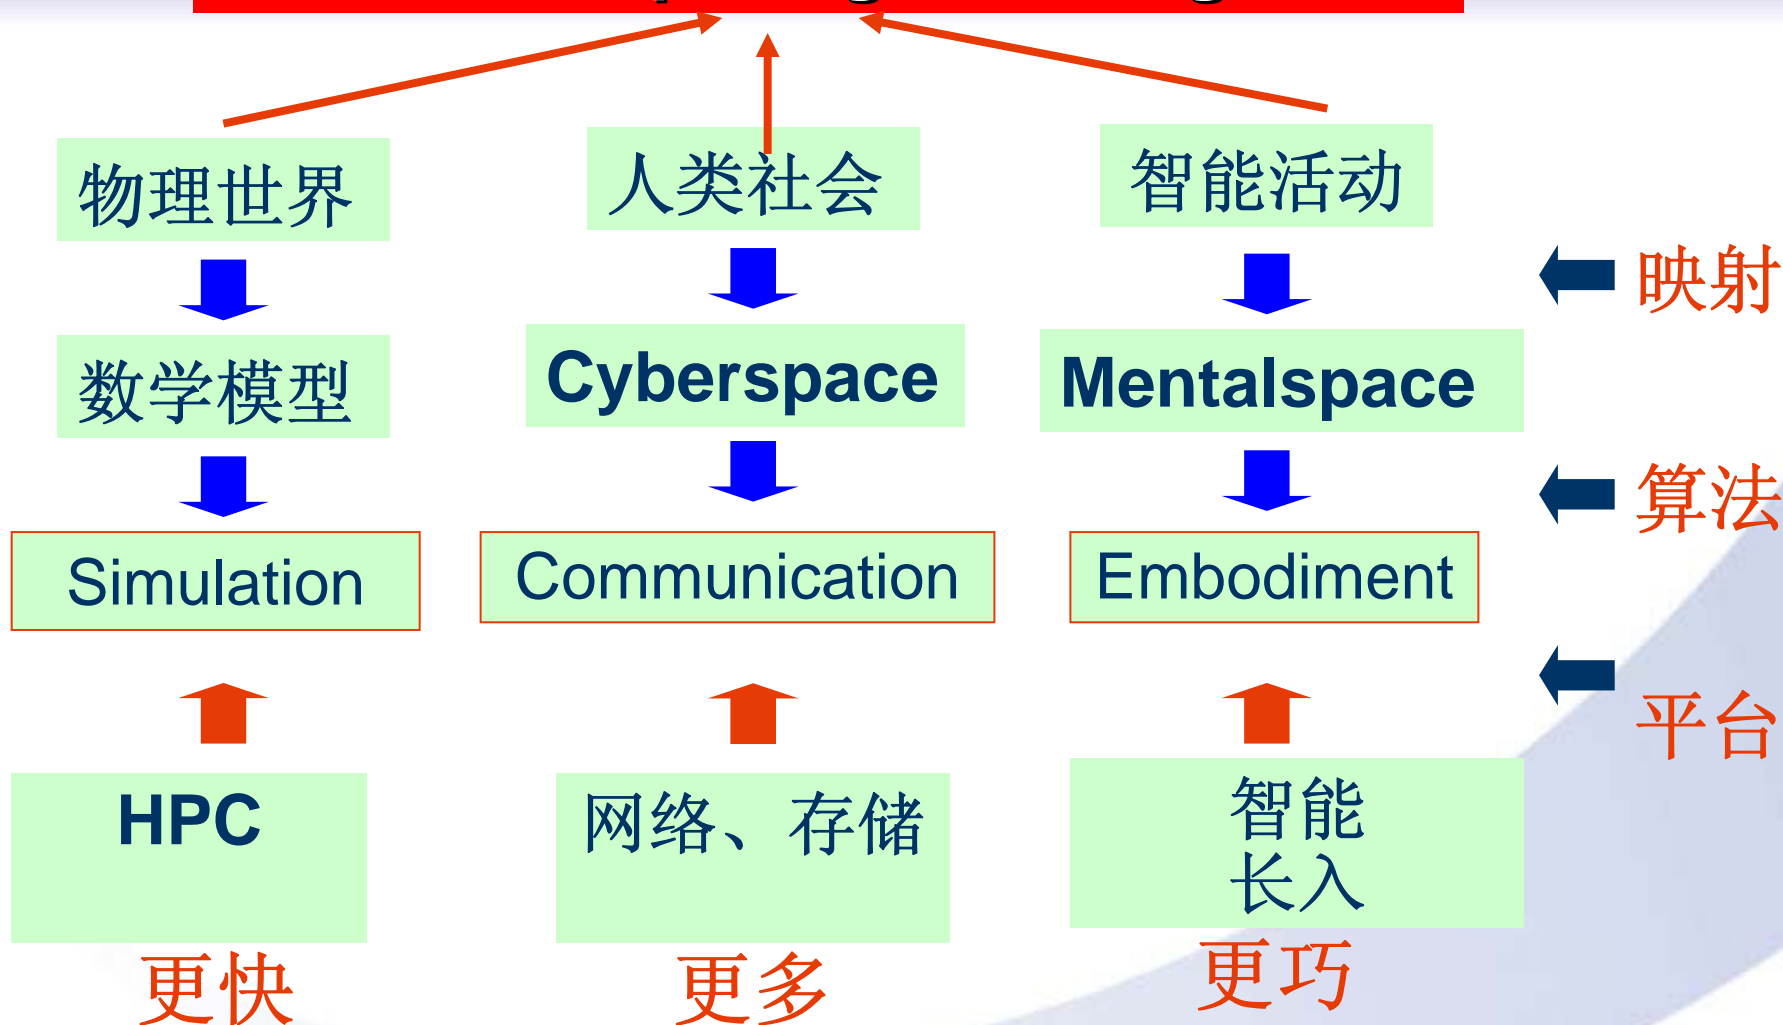 物理世界
人类社会
智能活动
映射
数学模型
Cyberspace
Mentalspace
算法
Simulation
Communication
Embodiment
平台
HPC
网络、存储
智能
长入
更快
更多
更巧